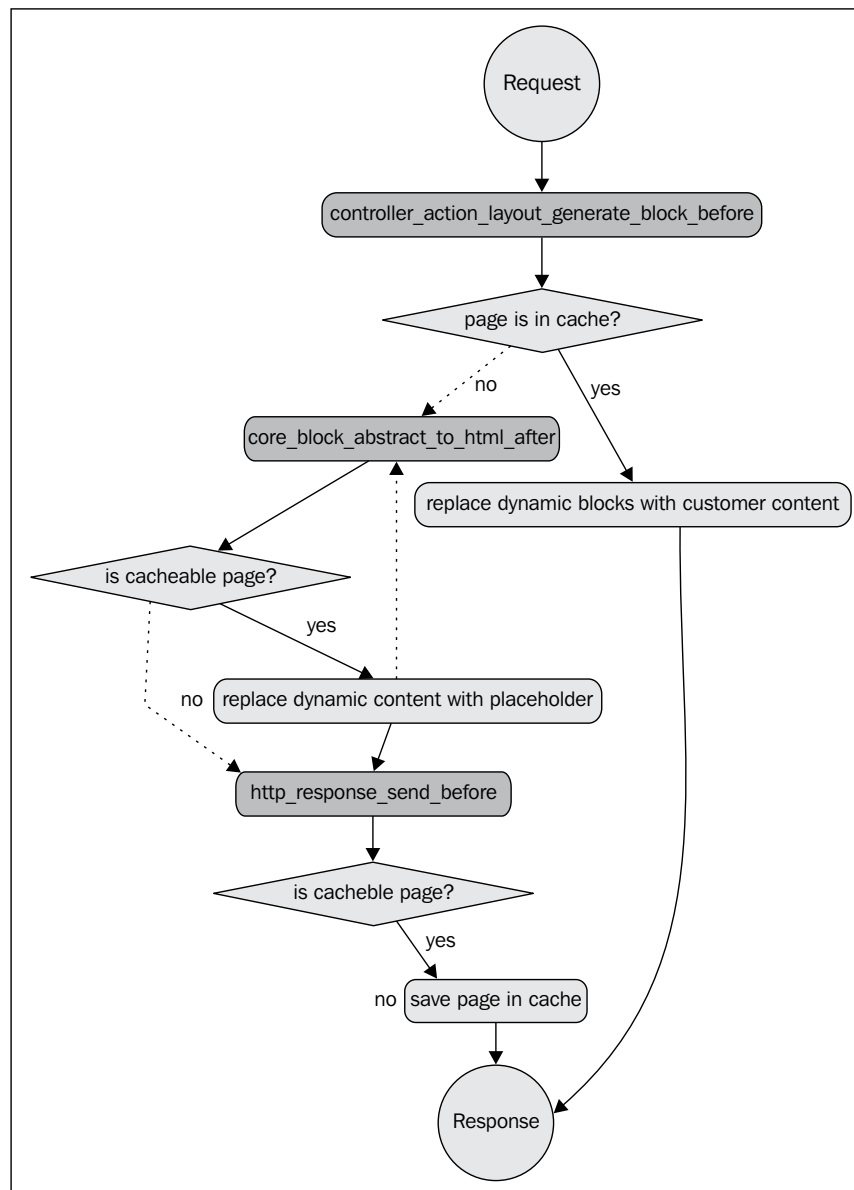 Request
controller_action_layout_generate_block_before
page is in cache?
no
yes
core_block_abstract_to_html_after
replace dynamic blocks with customer content
is cacheable page?
yes
no
replace dynamic content with placeholder
http_response_send_before
is cacheble page?
yes
no
save page in cache
Response